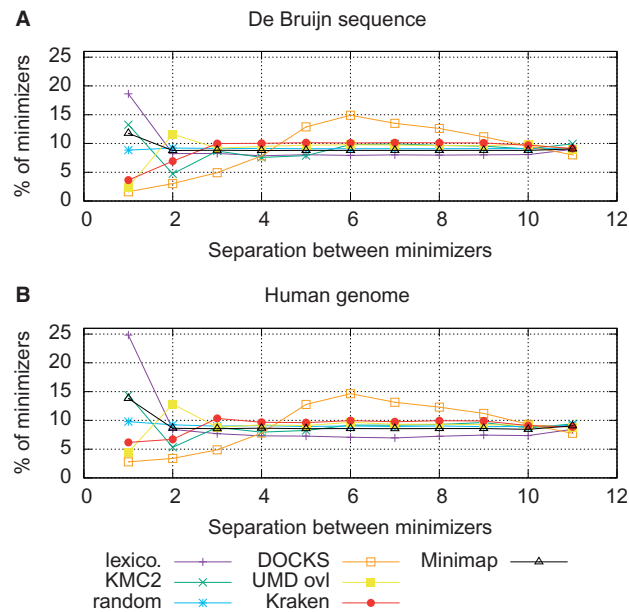 A
De Bruijn sequence
25
20
15
10
5
0
% of minimizers
0 2 4 6 8 10 12
Separation between minimizers
B
Human genome
25
20
15
10
5
0
% of minimizers
0 2 4 6 8 10 12
Separation between minimizers
lexico. DOCKS Minimap
KMC2 UMD ovl
random Kraken